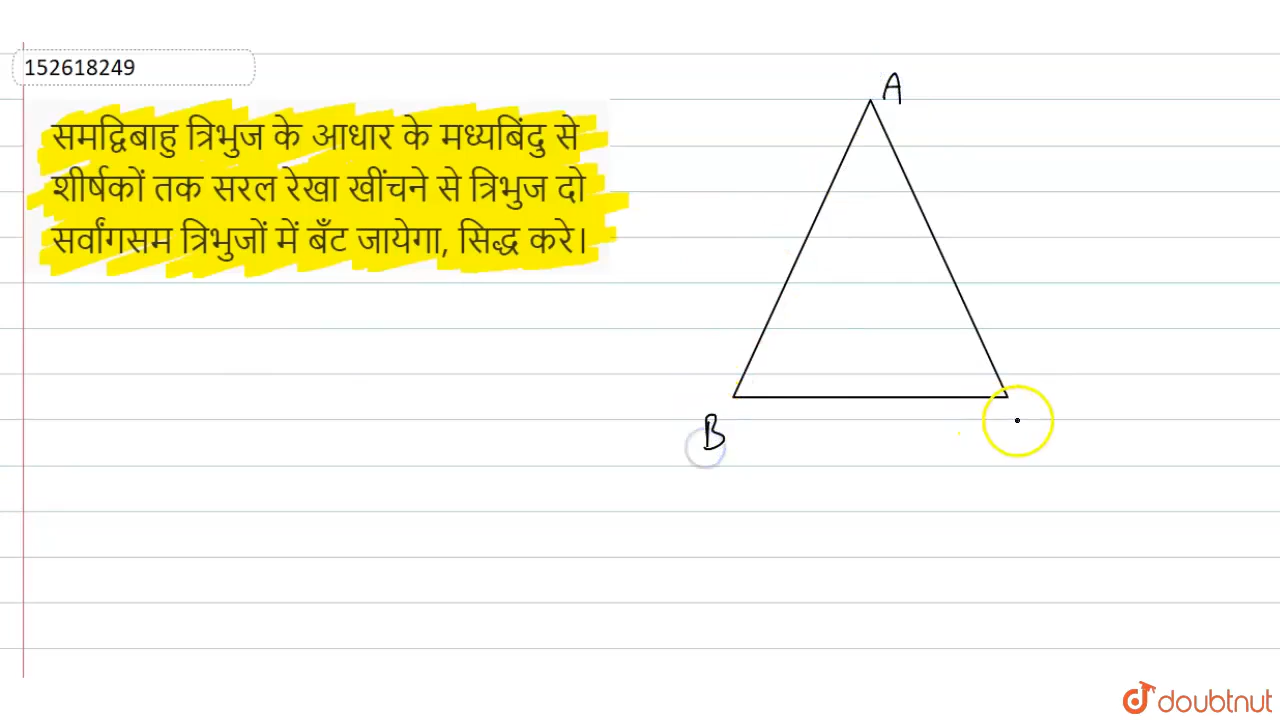 152618249
समद्विबाहु त्रिभुज के आधार के मध्यबिंदु से
शीर्षकों तक सरल रेखा खींचने से त्रिभुज दो
सर्वांगसम त्रिभुजों में बँट जायेगा, सिद्ध करे।
A
B
doubtnut